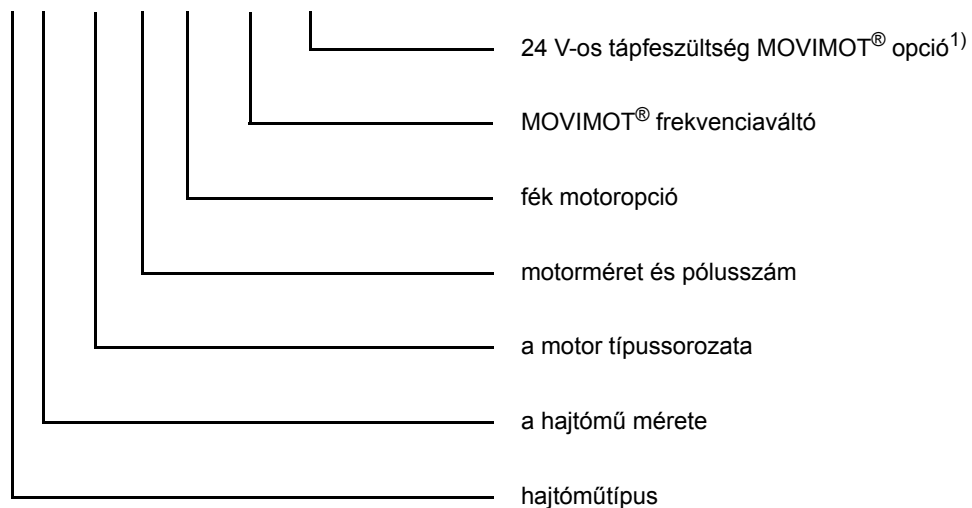 24 V-os tápfeszültség MOVIMOT® opció1)
MOVIMOT® frekvenciaváltó
fék motoropció
motorméret és pólusszám
a motor típussorozata
a hajtómű mérete
hajtóműtípus